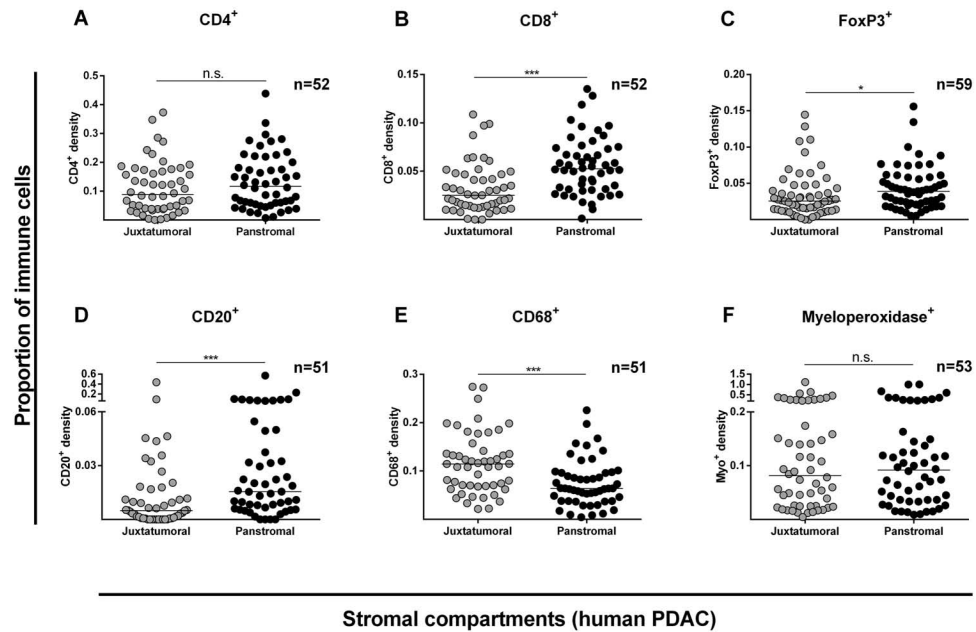 A CD4+
n.s.
n=52
CD4+ density
0.5
0.4
0.3
0.2
0.1
Juxtatumoral Panstromal
B CD8+
***
n=52
CD8+ density
0.15
0.10
0.05
Juxtatumoral Panstromal
C FoxP3+
*
n=59
FoxP3+ density
0.20
0.15
0.10
0.05
Juxtatumoral Panstromal
Proportion of immune cells
D CD20+
***
n=51
CD20+ density
0.6
0.4
0.2
0.06
0.03
Juxtatumoral Panstromal
E CD68+
***
n=51
CD68+ density
0.3
0.2
0.1
Juxtatumoral Panstromal
F Myeloperoxidase+
n.s.
n=53
Myo+ density
1.5
1.0
0.5
0.2
0.1
Juxtatumoral Panstromal
Stromal compartments (human PDAC)